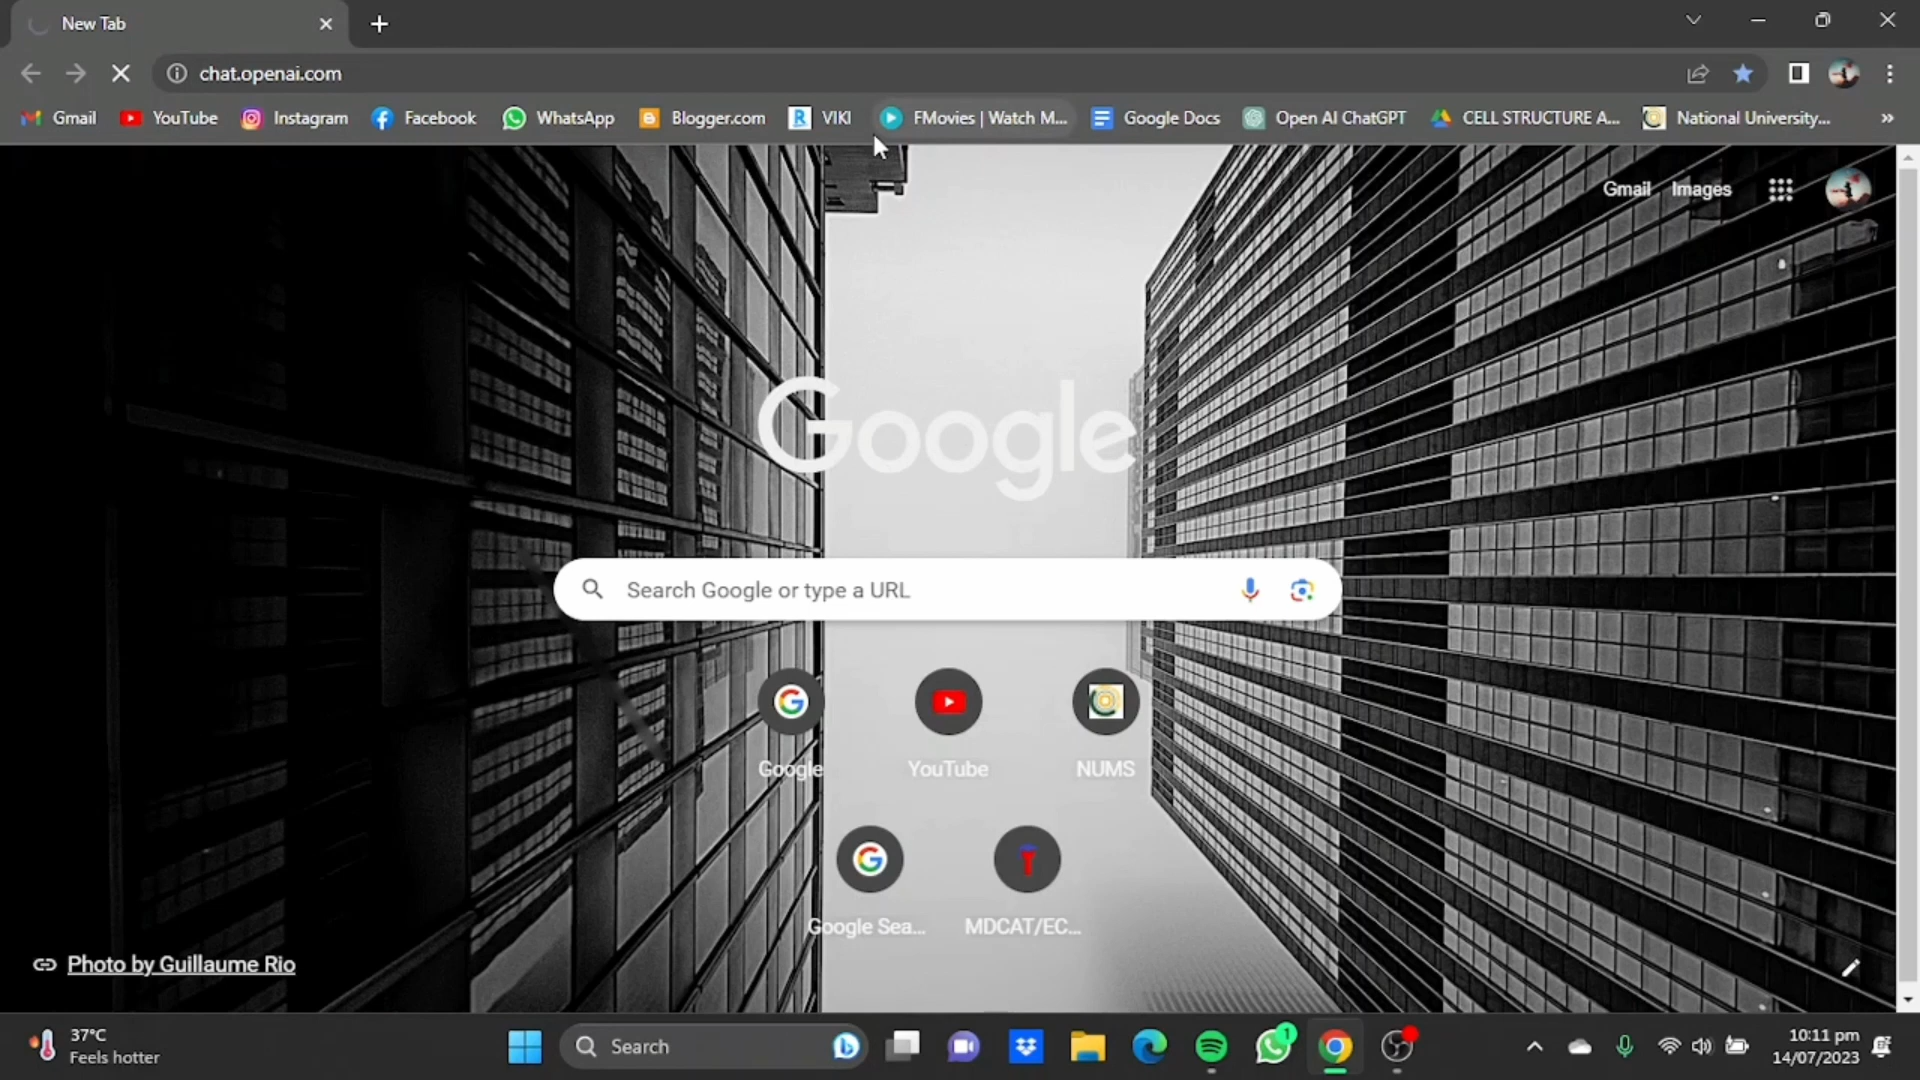 New Tab
chat.openai.com
Gmail YouTube Instagram Facebook WhatsApp Blogger.com VIKI FMovies | Watch M... Google Docs Open AI ChatGPT CELL STRUCTURE A... National University... »
Gmail Images
Google
Search Google or type a URL
Google YouTube NUMS
Google Sea... MDCAT/EC...
Photo by Guillaume Rio
37°C
Feels hotter
Search
1
10:11 pm
14/07/2023